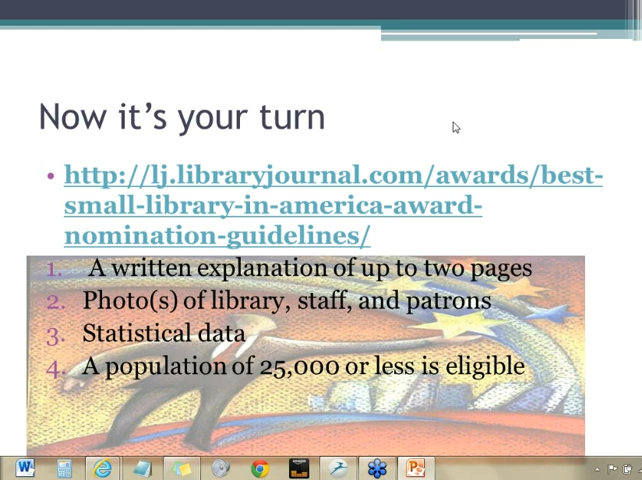 Now it's your turn
• http://lj.libraryjournal.com/awards/best-
small-library-in-america-award-
nomination-guidelines/
1. A written explanation of up to two pages
2. Photo(s) of library, staff, and patrons
3. Statistical data
4. A population of 25,000 or less is eligible